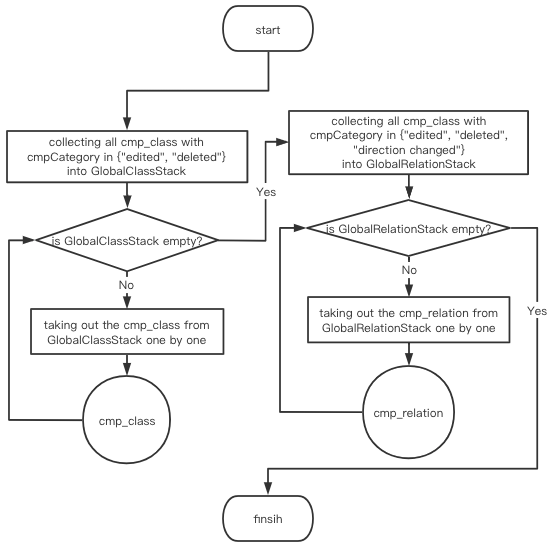 start
collecting all cmp_class with
cmpCategory in {"edited", "deleted"}
into GlobalClassStack
is GlobalClassStack empty?
No
taking out the cmp_class from
GlobalClassStack one by one
cmp_class
Yes
collecting all cmp_class with
cmpCategory in {"edited", "deleted",
"direction changed"}
into GlobalRelationStack
is GlobalRelationStack empty?
No
taking out the cmp_relation from
GlobalRelationStack one by one
cmp_relation
Yes
finsih